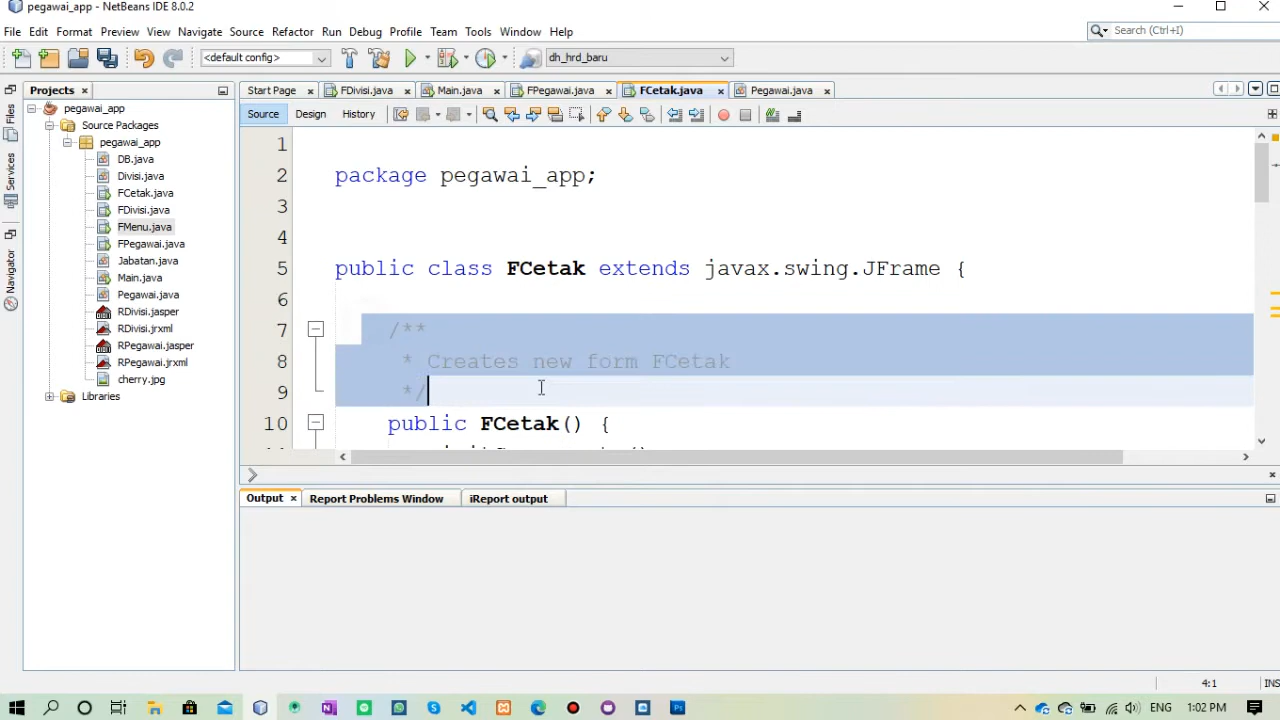 pegawai_app - NetBeans IDE 8.0.2
File Edit Format Preview View Navigate Source Refactor Run Debug Profile Team Tools Window Help
Search (Ctrl+I)
<default config>
dh_hrd_baru
Projects
Start Page FDivisi.java Main.java FPegawai.java FCetak.java Pegawai.java
Source Design History
Files
Services
Navigator
pegawai_app
Source Packages
pegawai_app
DB.java
Divisi.java
FCetak.java
FDivisi.java
FMenu.java
FPegawai.java
Jabatan.java
Main.java
Pegawai.java
RDivisi.jasper
RDivisi.jrxml
RPegawai.jasper
RPegawai.jrxml
cherry.jpg
Libraries
1
2 package pegawai_app;
3
4
5 public class FCetak extends javax.swing.JFrame {
6
7 /**
8 * Creates new form FCetak
9 */
10 public FCetak() {
Output Report Problems Window iReport output
4:1 INS
ENG 1:02 PM